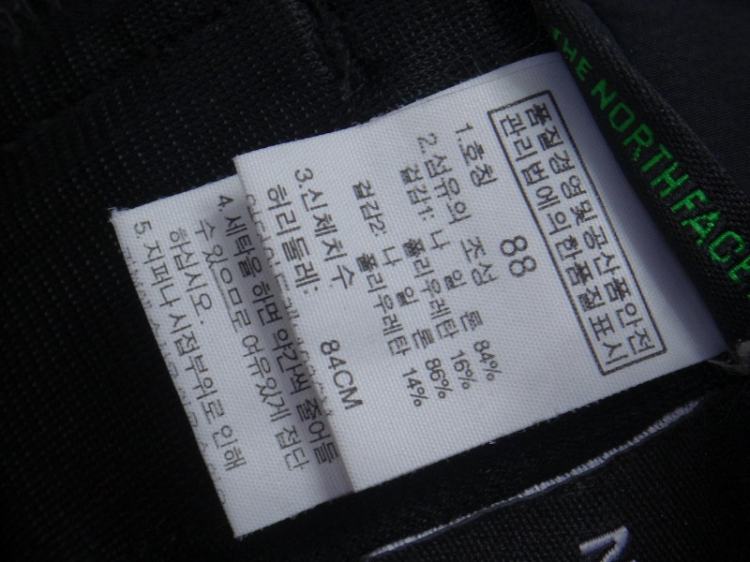 THE NORTH FACE
품질경영및공산품안전
관리법에의한품질표시
1.호칭 88
2.섬유의 조성
겉감1: 나 일 론 84%
폴리우레탄 16%
겉감2: 나 일 론 86%
폴리우레탄 14%
3.신체치수
허리둘레: 84CM
4.세탁을 하면 약간씩 줄어들
수있으므로 여유있게 접단
하십시오.
5. 지퍼나 시접부위로 인해
N